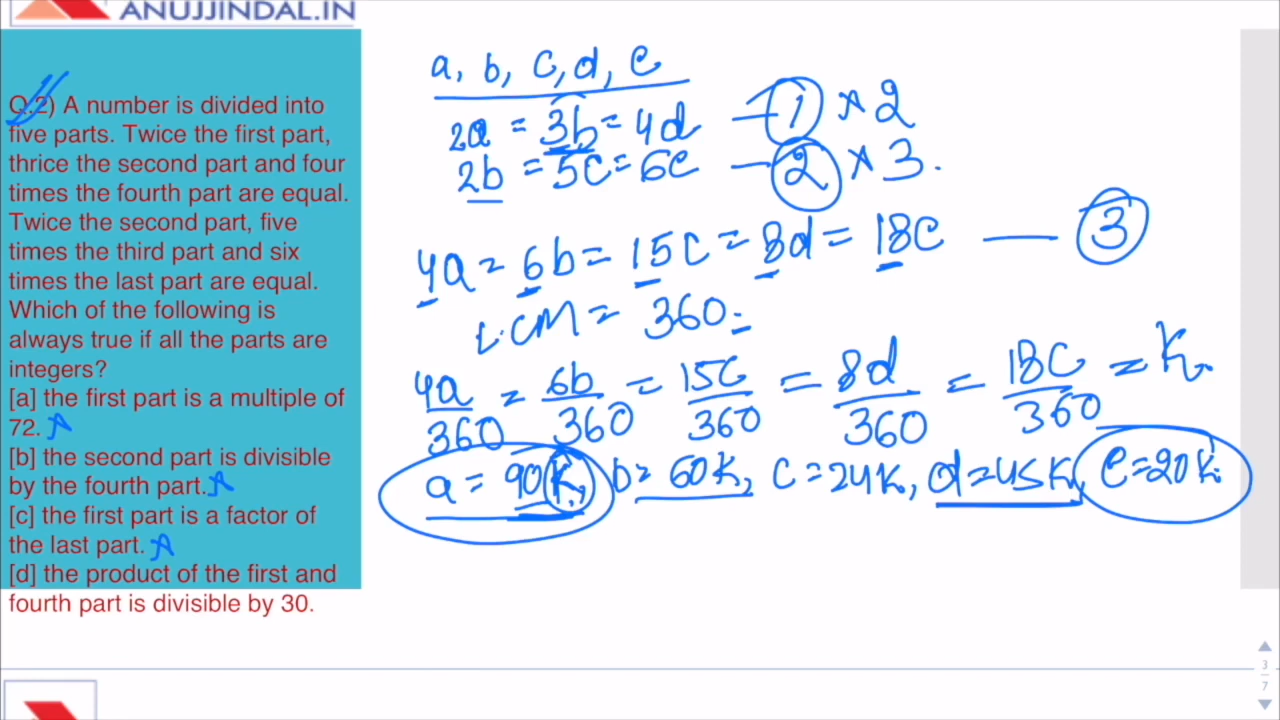 ANUJJINDAL.IN
Q.2) A number is divided into
five parts. Twice the first part,
thrice the second part and four
times the fourth part are equal.
Twice the second part, five
times the third part and six
times the last part are equal.
Which of the following is
always true if all the parts are
integers?
[a] the first part is a multiple of
72.
[b] the second part is divisible
by the fourth part.
[c] the first part is a factor of
the last part.
[d] the product of the first and
fourth part is divisible by 30.
a, b, c, d, e
2a = 3b = 4d — 1 × 2
2b = 5c = 6e — 2 × 3.
4a = 6b = 15c = 8d = 18e — 3
LCM = 360
4a/360 = 6b/360 = 15c/360 = 8d/360 = 18e/360 = K
a = 90K, b = 60K, c = 24K, d = 45K, e = 20K
3
7